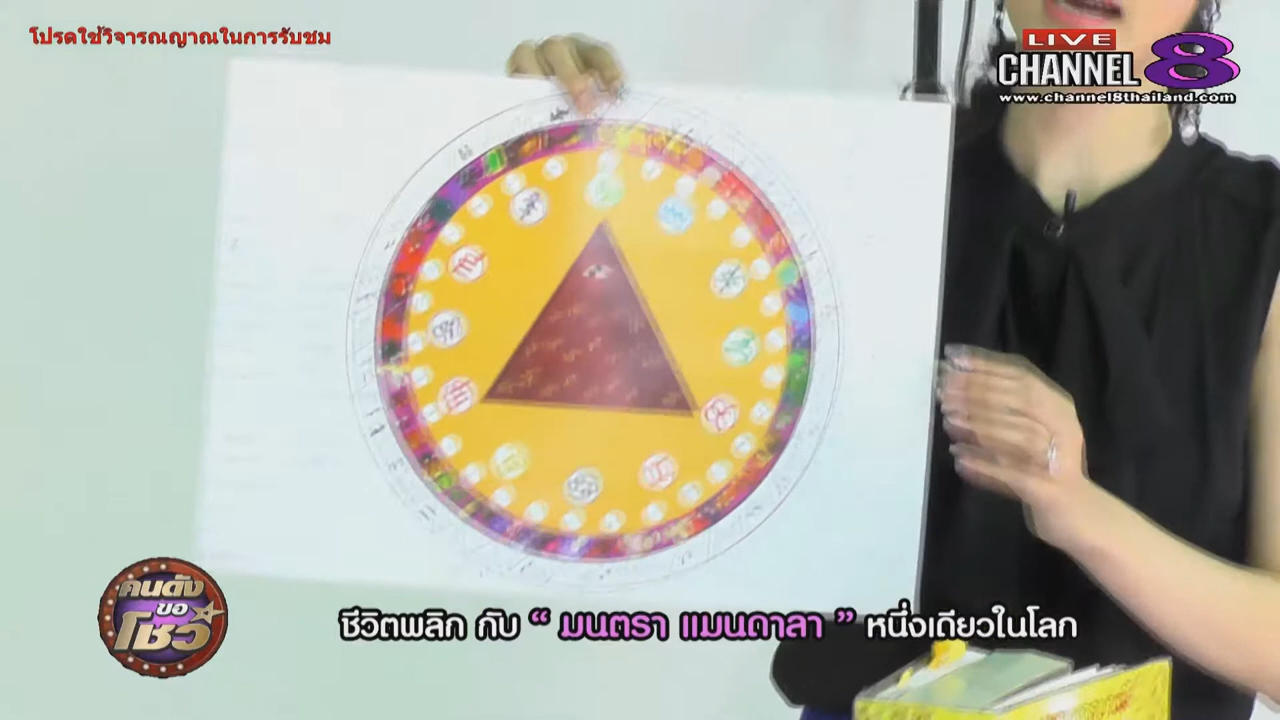 โปรดใช้วิจารณญาณในการรับชม
LIVE
CHANNEL 8
www.channel8thailand.com
คนดัง
ขอ
โชว์
ชีวิตพลิก กับ “ มนตรา แมนดาลา ” หนึ่งเดียวในโลก